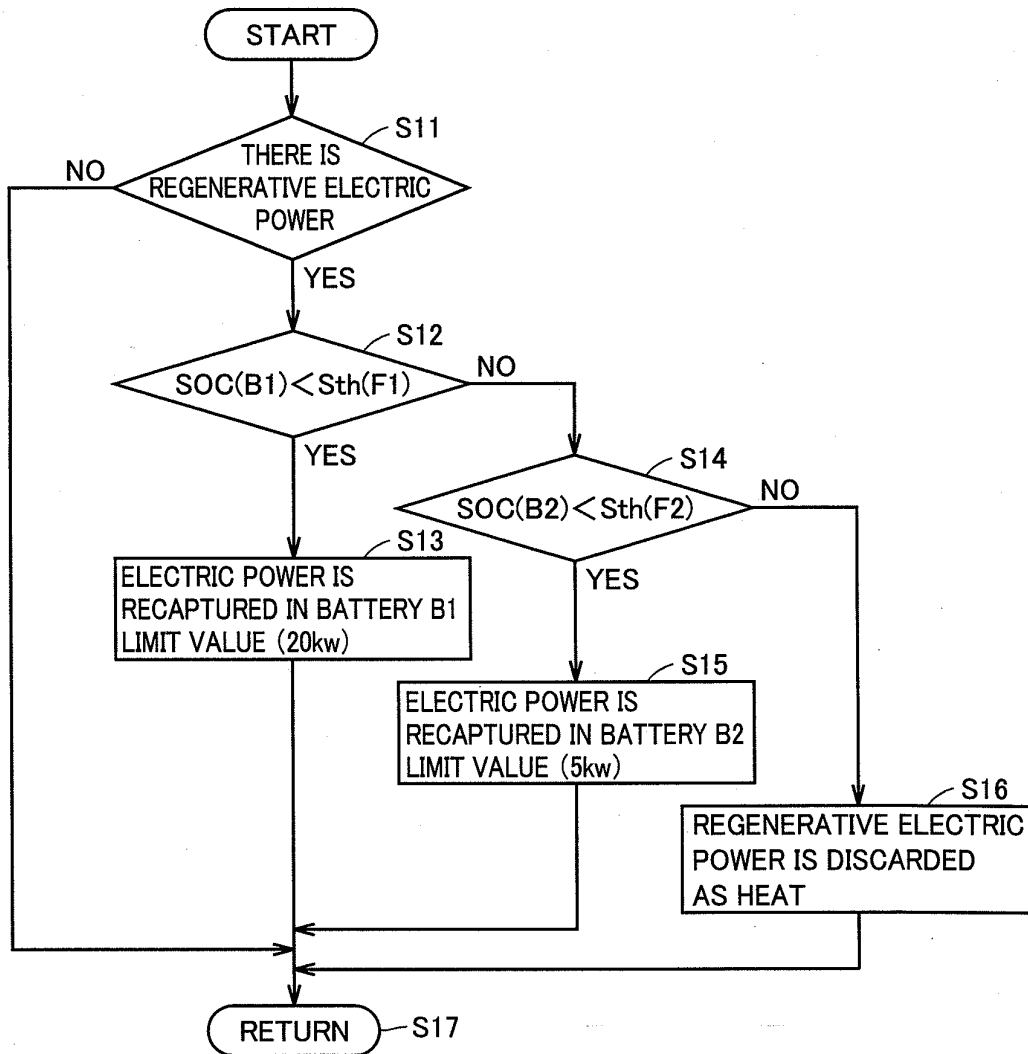 START
S11
NO
THERE IS
REGENERATIVE ELECTRIC
POWER
YES
S12
NO
SOC(B1)<Sth(F1)
YES
S14
NO
SOC(B2)<Sth(F2)
S13
YES
ELECTRIC POWER IS
RECAPTURED IN BATTERY B1
LIMIT VALUE (20kw)
S15
ELECTRIC POWER IS
RECAPTURED IN BATTERY B2
LIMIT VALUE (5kw)
S16
REGENERATIVE ELECTRIC
POWER IS DISCARDED
AS HEAT
RETURN
S17